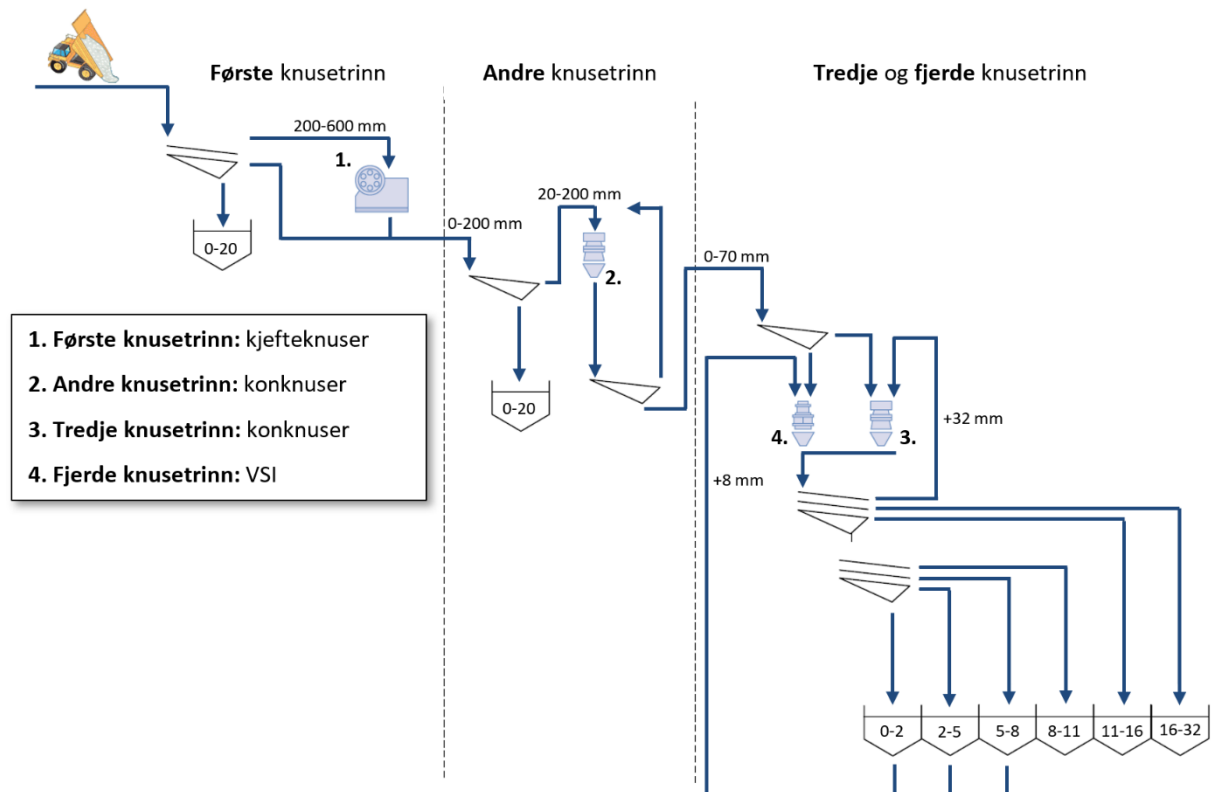 Første knusetrinn
Andre knusetrinn
Tredje og fjerde knusetrinn
200-600 mm
1.
0-20
0-200 mm
20-200 mm
2.
0-20
0-70 mm
4.
3.
+32 mm
+8 mm
1. Første knusetrinn: kjefteknuser
2. Andre knusetrinn: konknuser
3. Tredje knusetrinn: konknuser
4. Fjerde knusetrinn: VSI
0-2
2-5
5-8
8-11
11-16
16-32